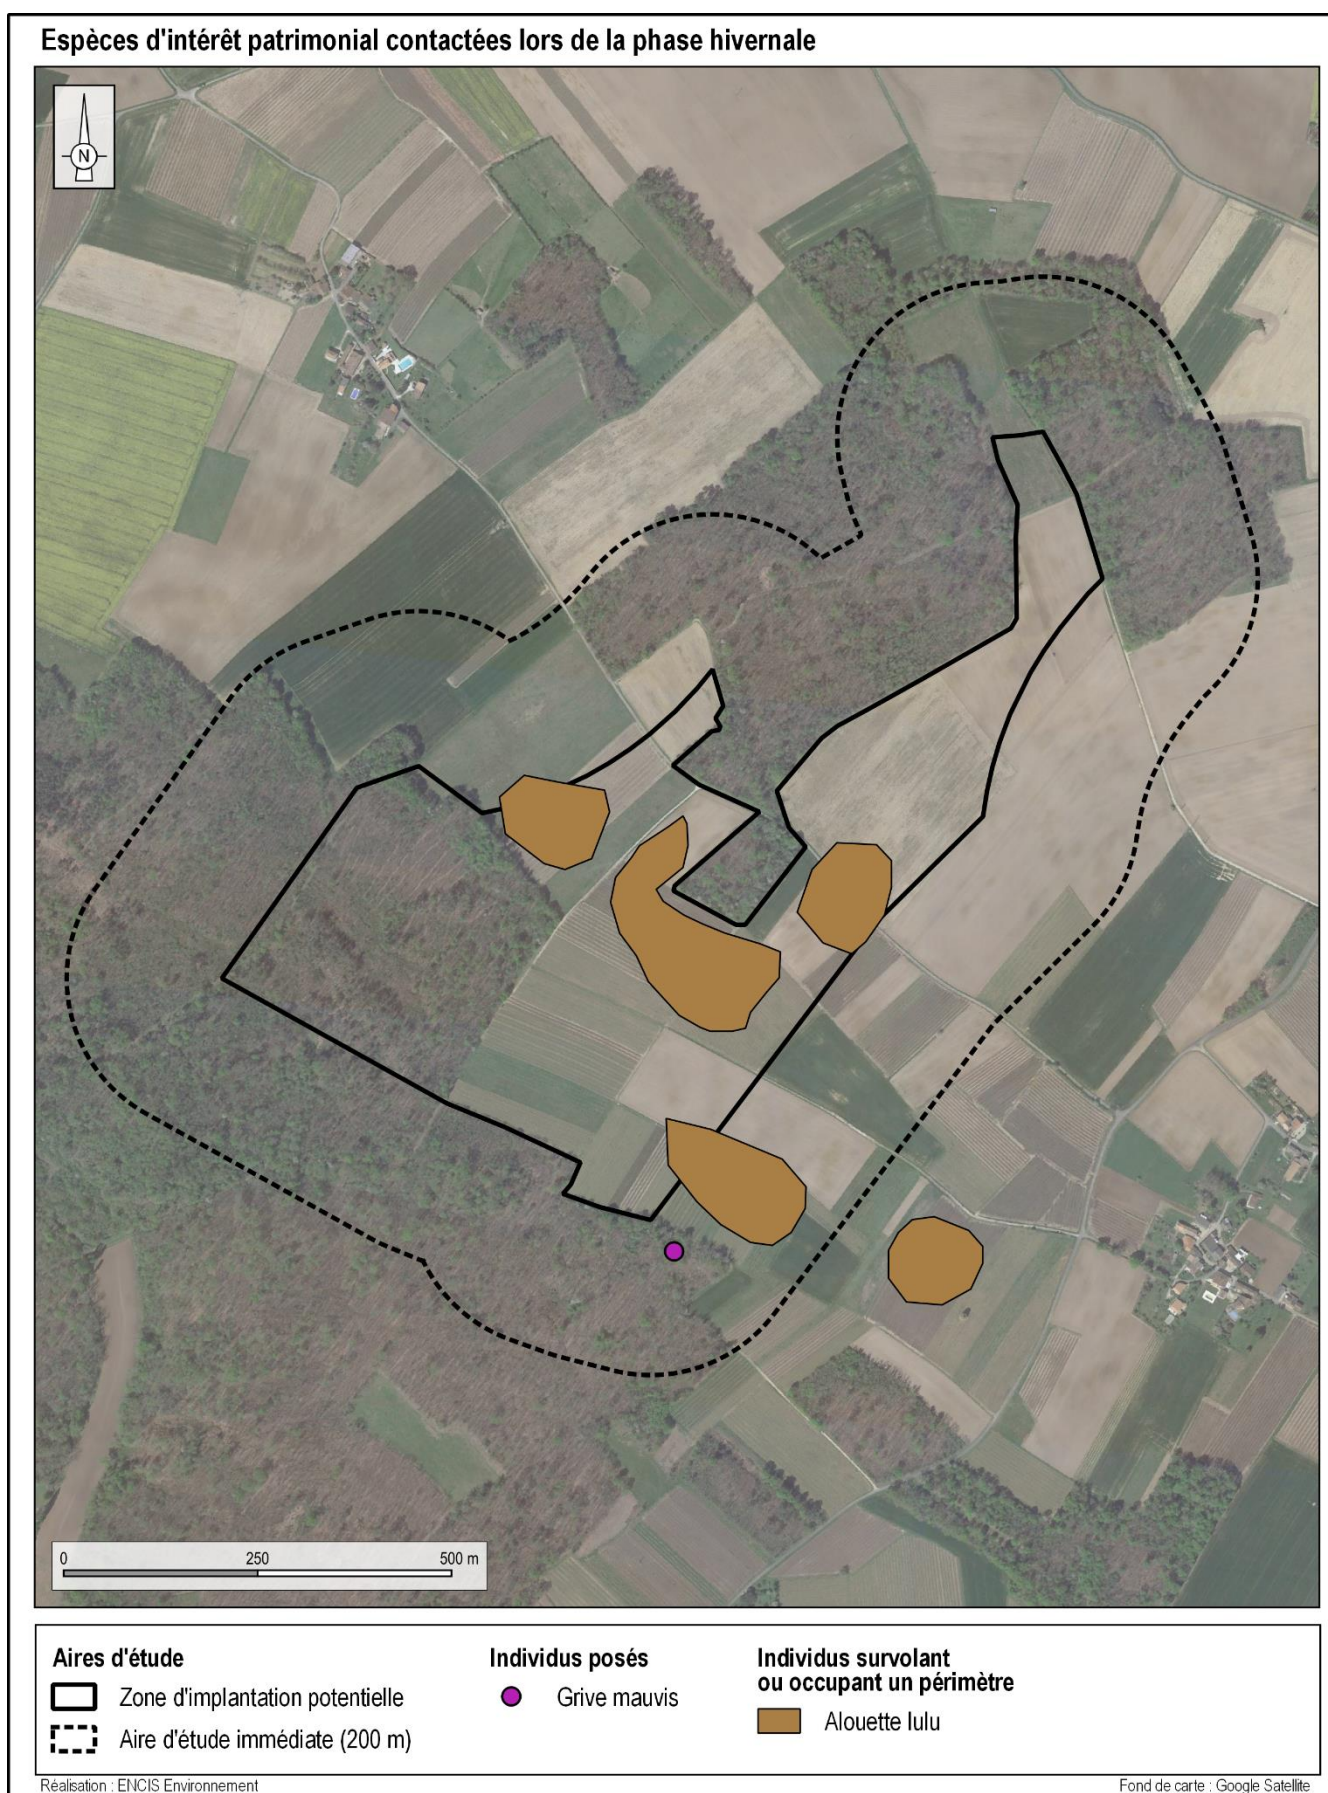 Espèces d'intérêt patrimonial contactées lors de la phase hivernale
N
0 250 500 m
Aires d'étude
Zone d'implantation potentielle
Aire d'étude immédiate (200 m)
Individus posés
Grive mauvis
Individus survolant
ou occupant un périmètre
Alouette lulu
Réalisation : ENCIS Environnement
Fond de carte : Google Satellite